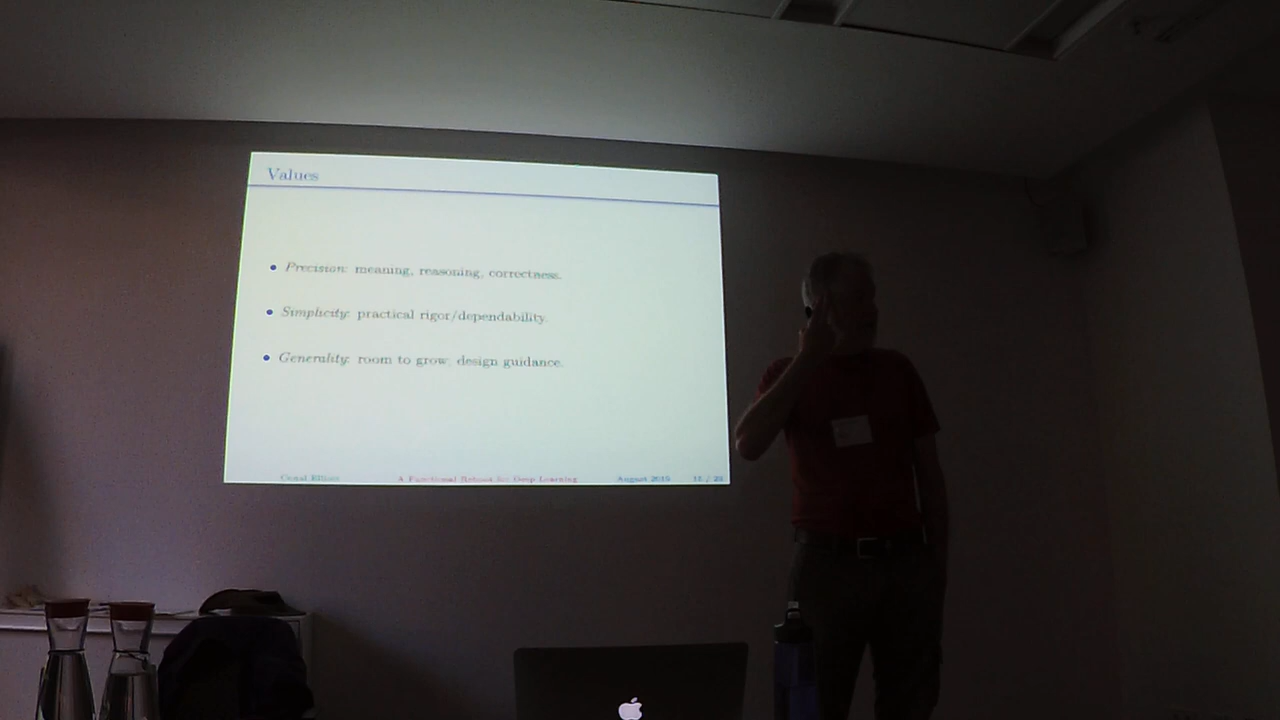 Values
• Precision: meaning, reasoning, correctness.
• Simplicity: practical rigor/dependability.
• Generality: room to grow; design guidance.
Conal Elliott A Functional Reboot for Deep Learning August 2019